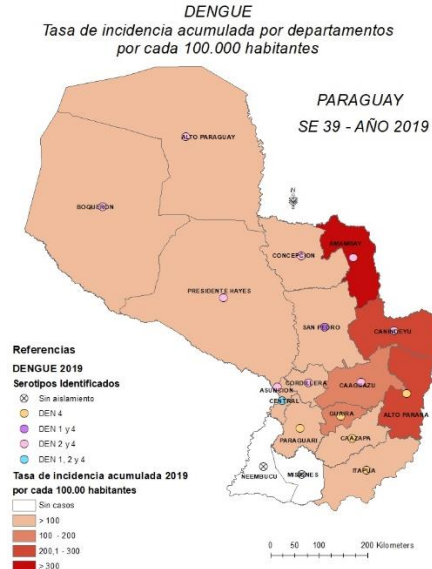 DENGUE
Tasa de incidencia acumulada por departamentos
por cada 100.000 habitantes
PARAGUAY
SE 39 - AÑO 2019
ALTO PARAGUAY
BOQUERON
AMAMBAY
CONCEPCION
PRESIDENTE HAYES
SAN PEDRO
CANINDEYU
ASUNCION
CORDILLERA
CAAGUAZU
CENTRAL
GUAIRA
ALTO PARANA
PARAGUARI
CAAZAPA
ITAPUA
ÑEEMBUCU
MISIONES
Referencias
DENGUE 2019
Serotipos Identificados
Sin aislamiento
DEN 4
DEN 1 y 4
DEN 2 y 4
DEN 1, 2 y 4
Tasa de incidencia acumulada 2019
por cada 100.00 habitantes
Sin casos
> 100
100 - 200
200,1 - 300
> 300
0 50 100 200 Kilometers